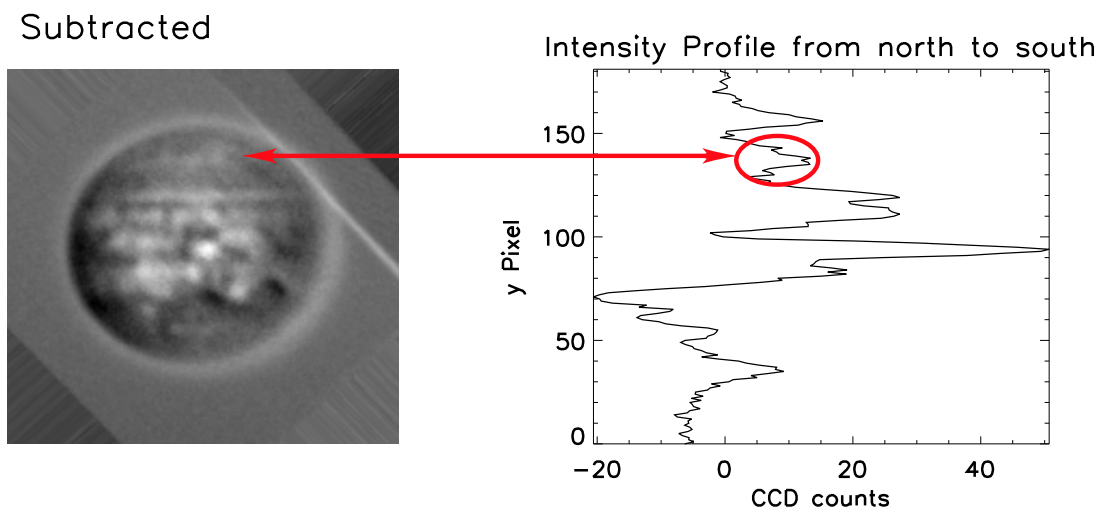 Subtracted
Intensity Profile from north to south
150
100
50
0
y Pixel
-20 0 20 40
CCD counts